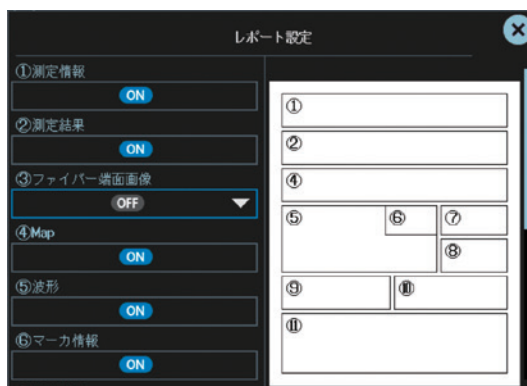 レポート設定
①測定情報
ON
②測定結果
ON
③ファイバー端面画像
OFF
④Map
ON
⑤波形
ON
⑥マーカ情報
ON
①
②
④
⑤ ⑥ ⑦
⑧
⑨ ⑩
⑪